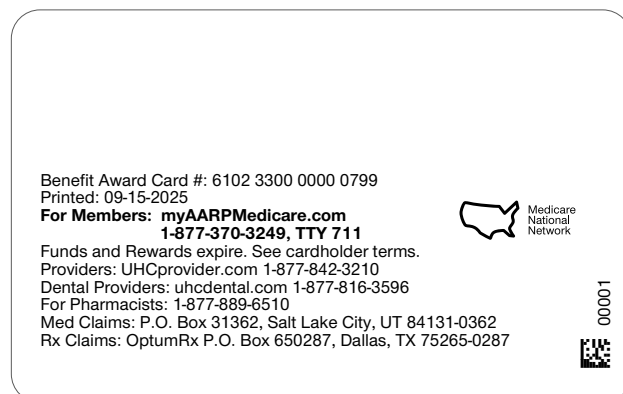 Benefit Award Card #: 6102 3300 0000 0799
Printed: 09-15-2025
For Members: myAARPMedicare.com
1-877-370-3249, TTY 711
Funds and Rewards expire. See cardholder terms.
Providers: UHCprovider.com 1-877-842-3210
Dental Providers: uhcdental.com 1-877-816-3596
For Pharmacists: 1-877-889-6510
Med Claims: P.O. Box 31362, Salt Lake City, UT 84131-0362
Rx Claims: OptumRx P.O. Box 650287, Dallas, TX 75265-0287
Medicare
National
Network
00001